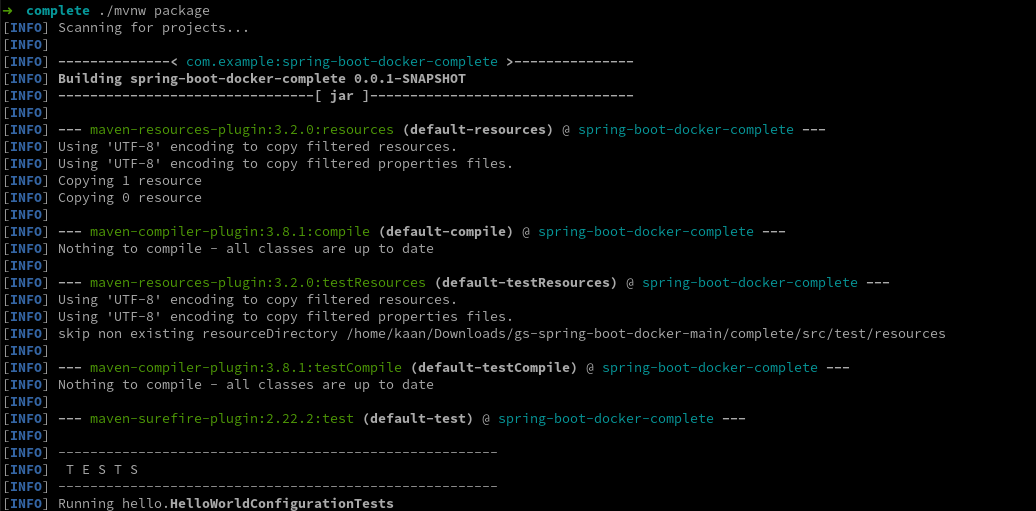 ➜ complete ./mvnw package
[INFO] Scanning for projects...
[INFO]
[INFO] --------------< com.example:spring-boot-docker-complete >---------------
[INFO] Building spring-boot-docker-complete 0.0.1-SNAPSHOT
[INFO] --------------------------------[ jar ]---------------------------------
[INFO]
[INFO] --- maven-resources-plugin:3.2.0:resources (default-resources) @ spring-boot-docker-complete ---
[INFO] Using 'UTF-8' encoding to copy filtered resources.
[INFO] Using 'UTF-8' encoding to copy filtered properties files.
[INFO] Copying 1 resource
[INFO] Copying 0 resource
[INFO]
[INFO] --- maven-compiler-plugin:3.8.1:compile (default-compile) @ spring-boot-docker-complete ---
[INFO] Nothing to compile - all classes are up to date
[INFO]
[INFO] --- maven-resources-plugin:3.2.0:testResources (default-testResources) @ spring-boot-docker-complete ---
[INFO] Using 'UTF-8' encoding to copy filtered resources.
[INFO] Using 'UTF-8' encoding to copy filtered properties files.
[INFO] skip non existing resourceDirectory /home/kaan/Downloads/gs-spring-boot-docker-main/complete/src/test/resources
[INFO]
[INFO] --- maven-compiler-plugin:3.8.1:testCompile (default-testCompile) @ spring-boot-docker-complete ---
[INFO] Nothing to compile - all classes are up to date
[INFO]
[INFO] --- maven-surefire-plugin:2.22.2:test (default-test) @ spring-boot-docker-complete ---
[INFO]
[INFO] -------------------------------------------------------
[INFO]  T E S T S
[INFO] -------------------------------------------------------
[INFO] Running hello.HelloWorldConfigurationTests